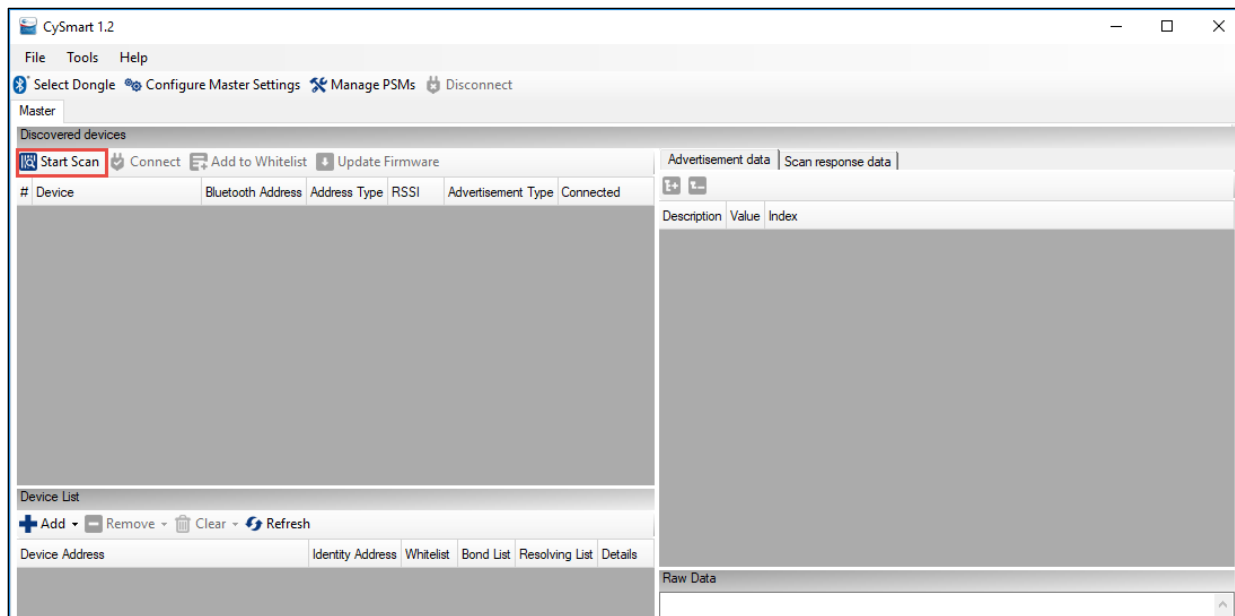 CySmart 1.2
File Tools Help
Select Dongle Configure Master Settings Manage PSMs Disconnect
Master
Discovered devices
Start Scan Connect Add to Whitelist Update Firmware
# Device Bluetooth Address Address Type RSSI Advertisement Type Connected
Advertisement data Scan response data
Description Value Index
Device List
Add Remove Clear Refresh
Device Address Identity Address Whitelist Bond List Resolving List Details
Raw Data